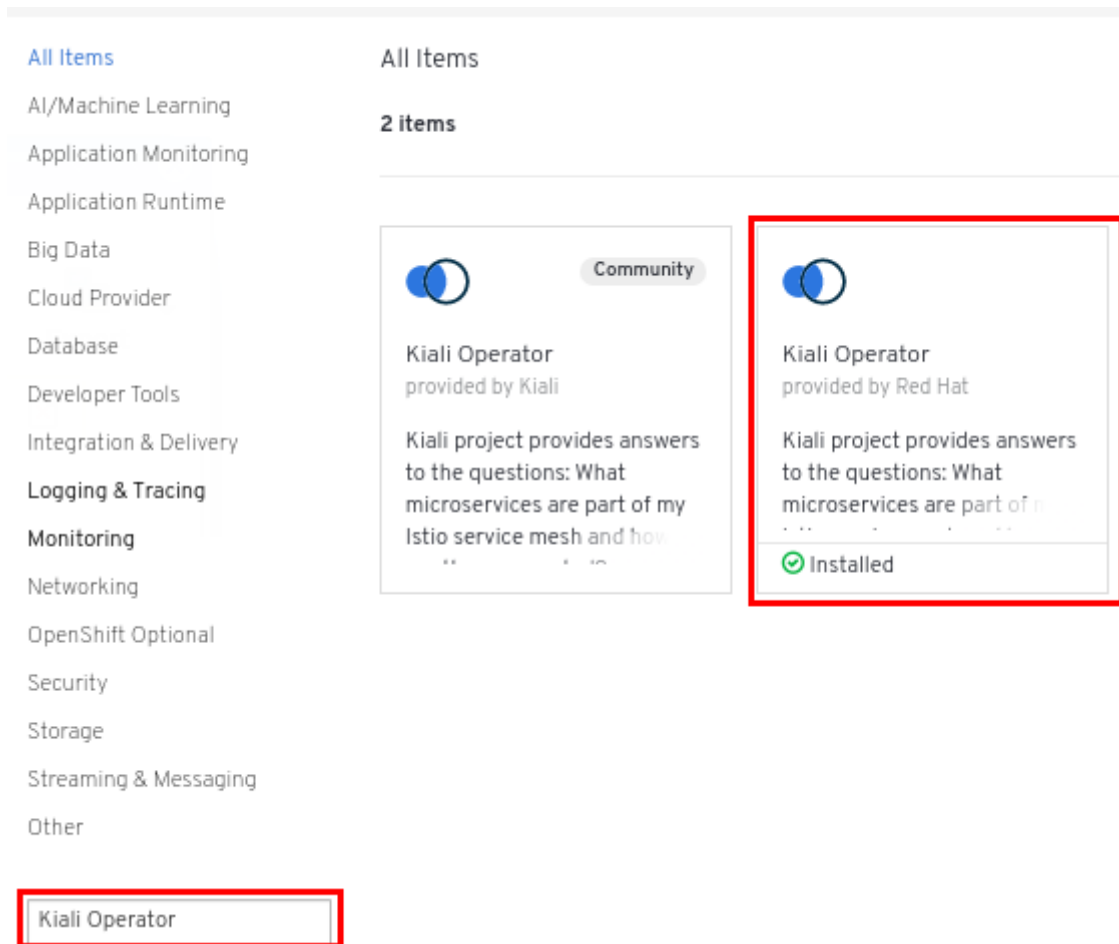 All Items
AI/Machine Learning
Application Monitoring
Application Runtime
Big Data
Cloud Provider
Database
Developer Tools
Integration & Delivery
Logging & Tracing
Monitoring
Networking
OpenShift Optional
Security
Storage
Streaming & Messaging
Other
Kiali Operator
All Items
2 items
Community
Kiali Operator
provided by Kiali
Kiali project provides answers
to the questions: What
microservices are part of my
Istio service mesh and how
Kiali Operator
provided by Red Hat
Kiali project provides answers
to the questions: What
microservices are part of
Installed